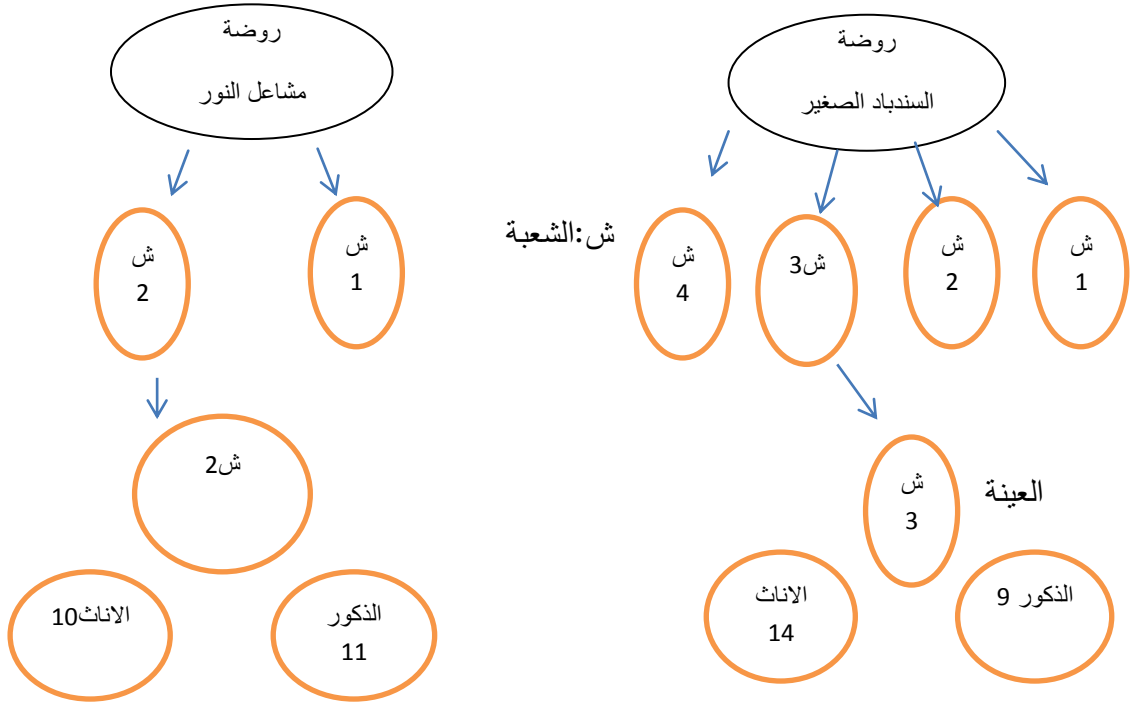 روضة
السندباد الصغير
روضة
مشاعل النور
ش
1
ش
2
ش3
ش
4
ش:الشعبة
ش
1
ش
2
ش
3
العينة
الذكور 9
الاناث
14
ش2
الذكور
11
الاناث10